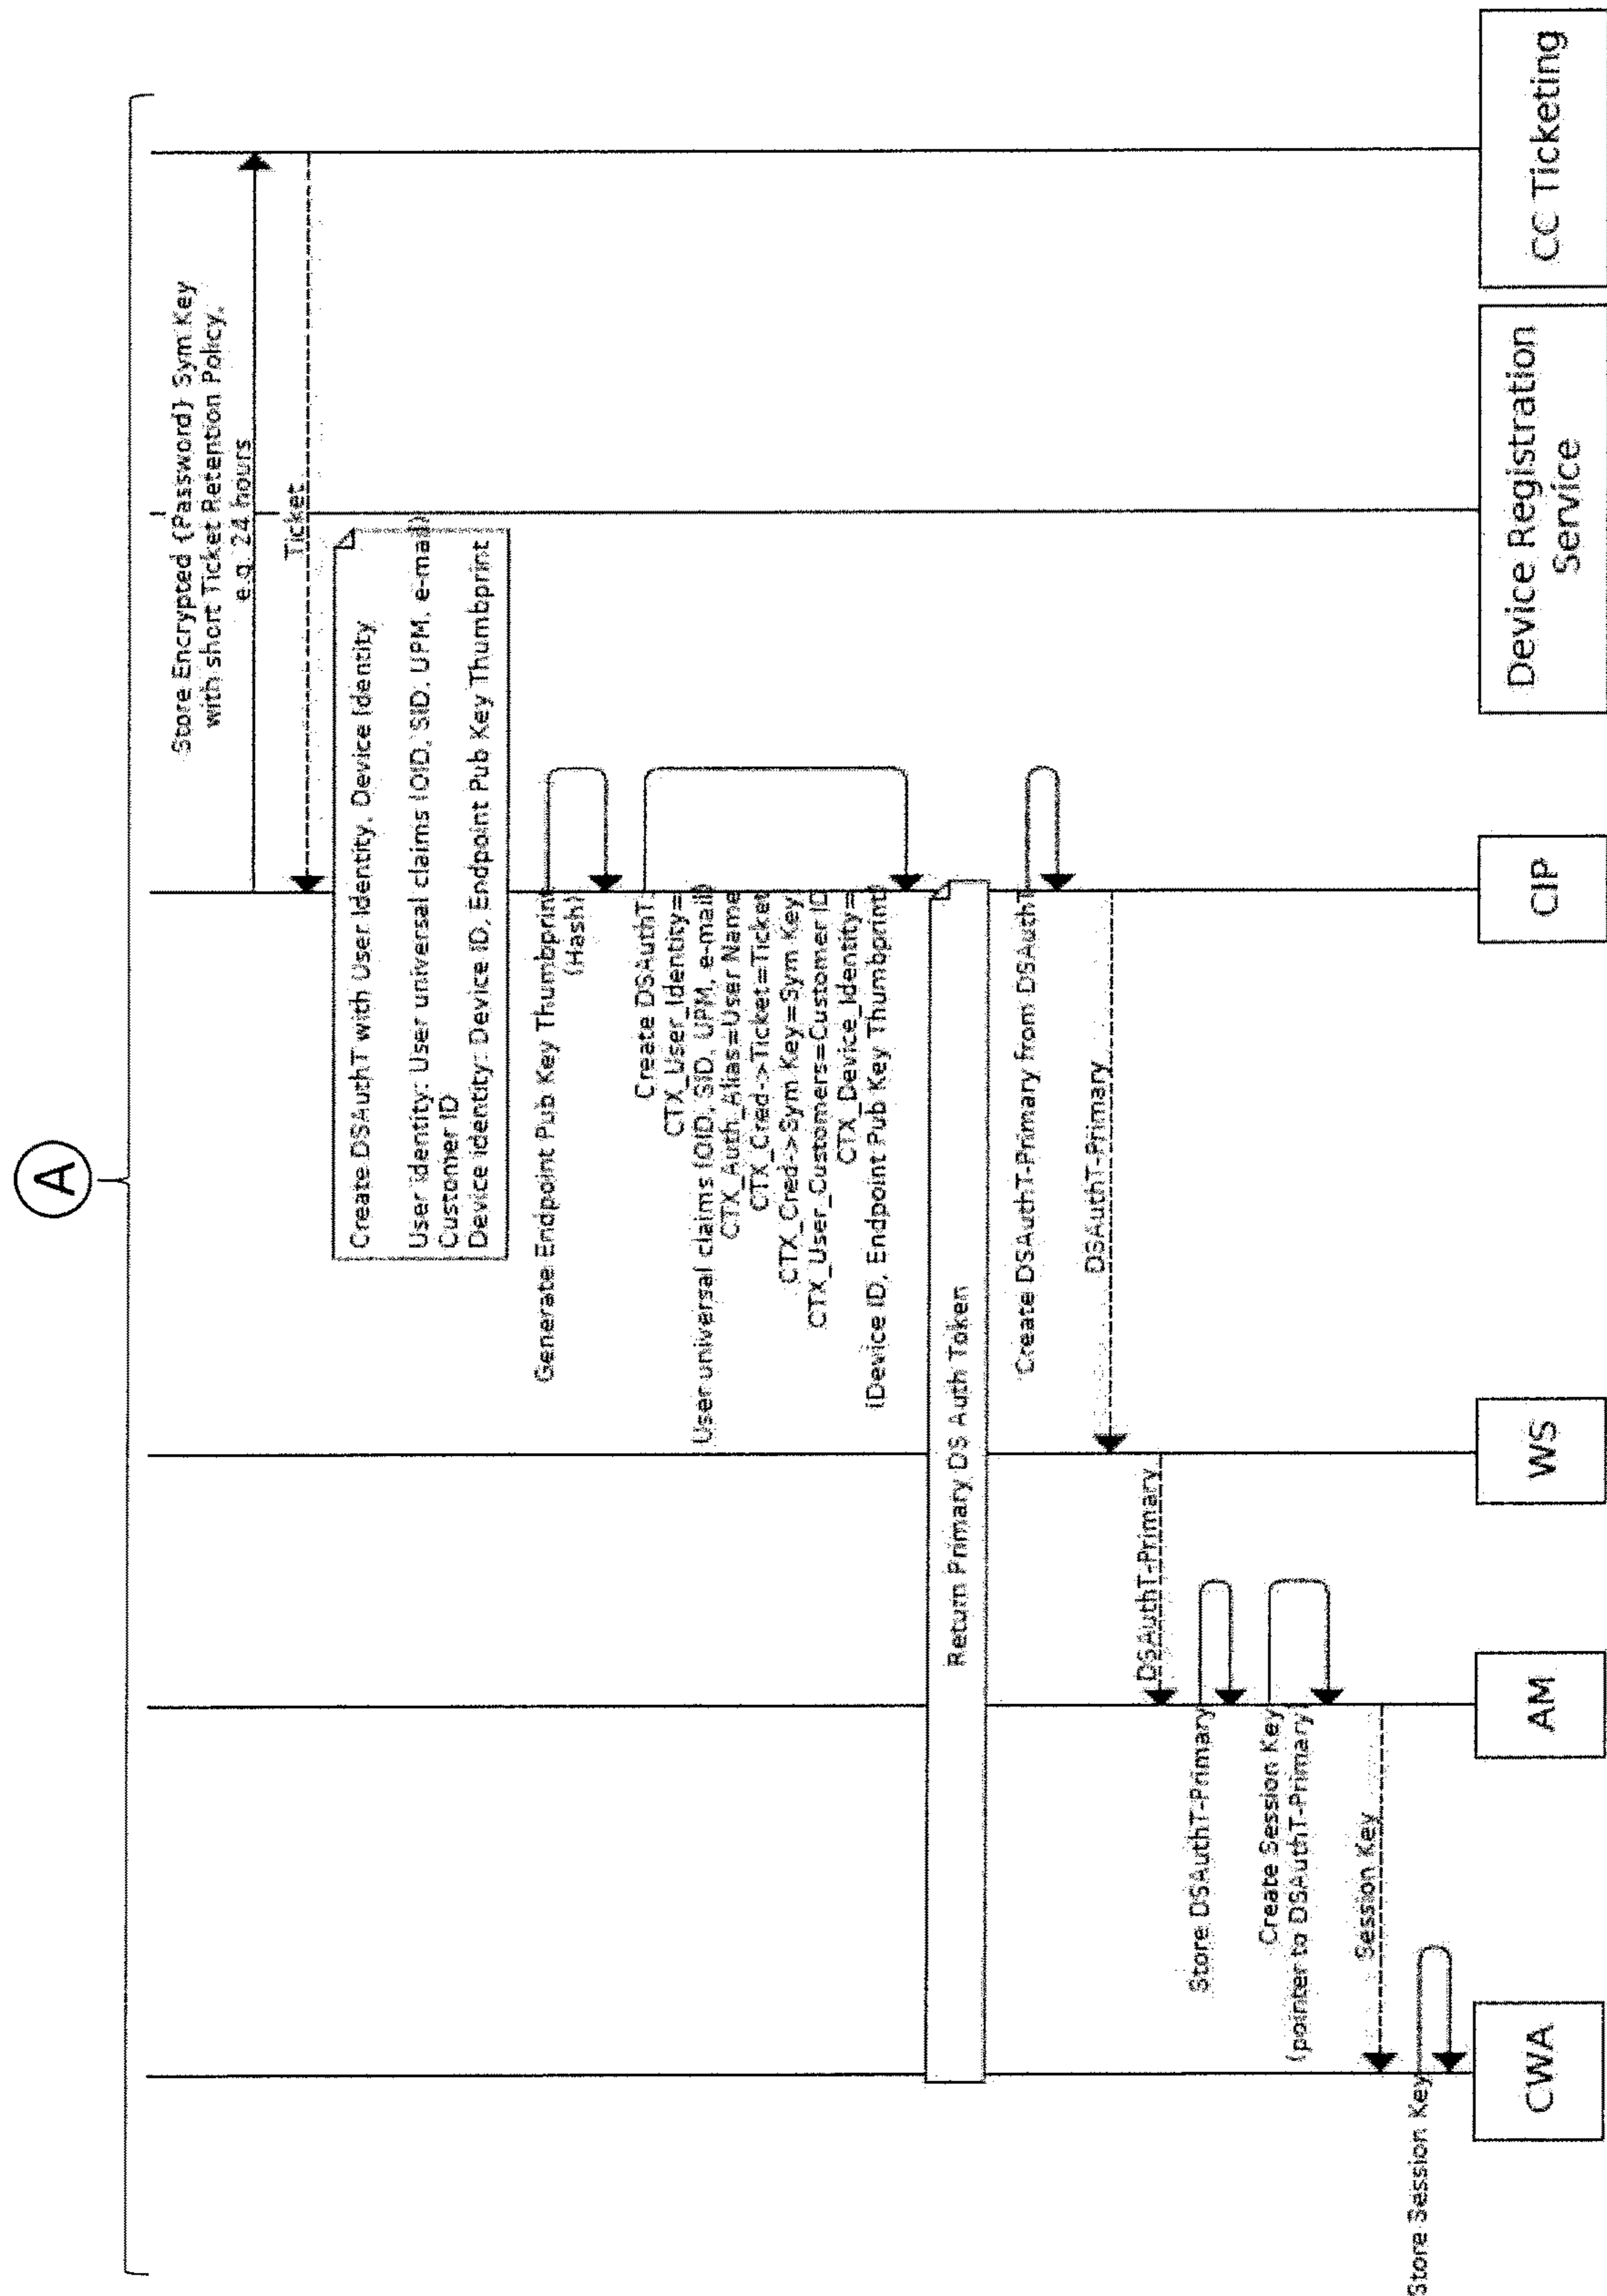 A
Store Encrypted {Password} Sym Key
with short Ticket Retention Policy,
e.g. 24 hours
Ticket
Create DSAuthT with User Identity, Device Identity
User identity: User universal claims (OID, SID, UPM, e-mail)
Customer ID
Device identity: Device ID, Endpoint Pub Key Thumbprint
Generate Endpoint Pub Key Thumbprint
(Hash)
Create DSAuthT:
CTX_User_Identity=
User universal claims (OID, SID, UPM, e-mail)
CTX_Auth_Alias=User Name
CTX_Cred->Ticket=Ticket
CTX_Cred->Sym Key=Sym Key
CTX_User_Customers=Customer ID
CTX_Device_Identity=
(Device ID, Endpoint Pub Key Thumbprint)
Return Primary DS Auth Token
Create DSAuthT-Primary from DSAuthT
DSAuthT-Primary
DSAuthT-Primary
Store DSAuthT-Primary
Create Session Key
(pointer to DSAuthT-Primary)
Session Key
Store Session Key
CWA
AM
WS
CIP
Device Registration
Service
CC Ticketing